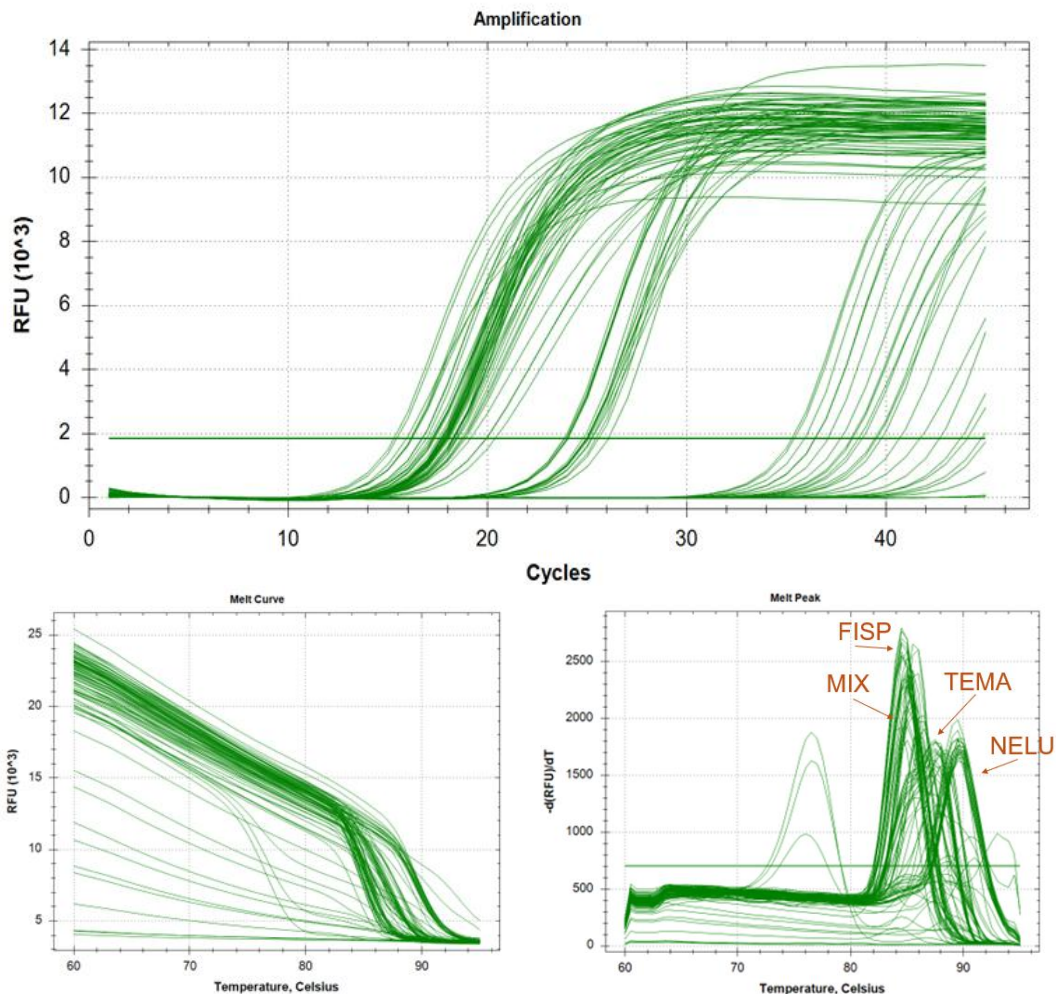 Amplification
RFU (10^3)
14
12
10
8
6
4
2
0
0 10 20 30 40
Cycles
Melt Curve
RFU (10^3)
25
20
15
10
5
60 70 80 90
Temperature, Celsius
Melt Peak
-d(RFU)/dT
2500
2000
1500
1000
500
0
FISP
MIX
TEMA
NELU
60 70 80 90
Temperature, Celsius